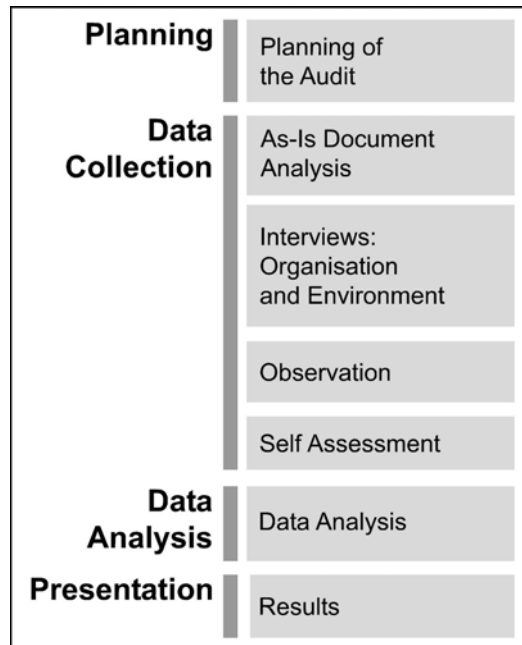 Planning
Planning of
the Audit
Data
Collection
As-Is Document
Analysis
Interviews:
Organisation
and Environment
Observation
Self Assessment
Data
Analysis
Data Analysis
Presentation
Results